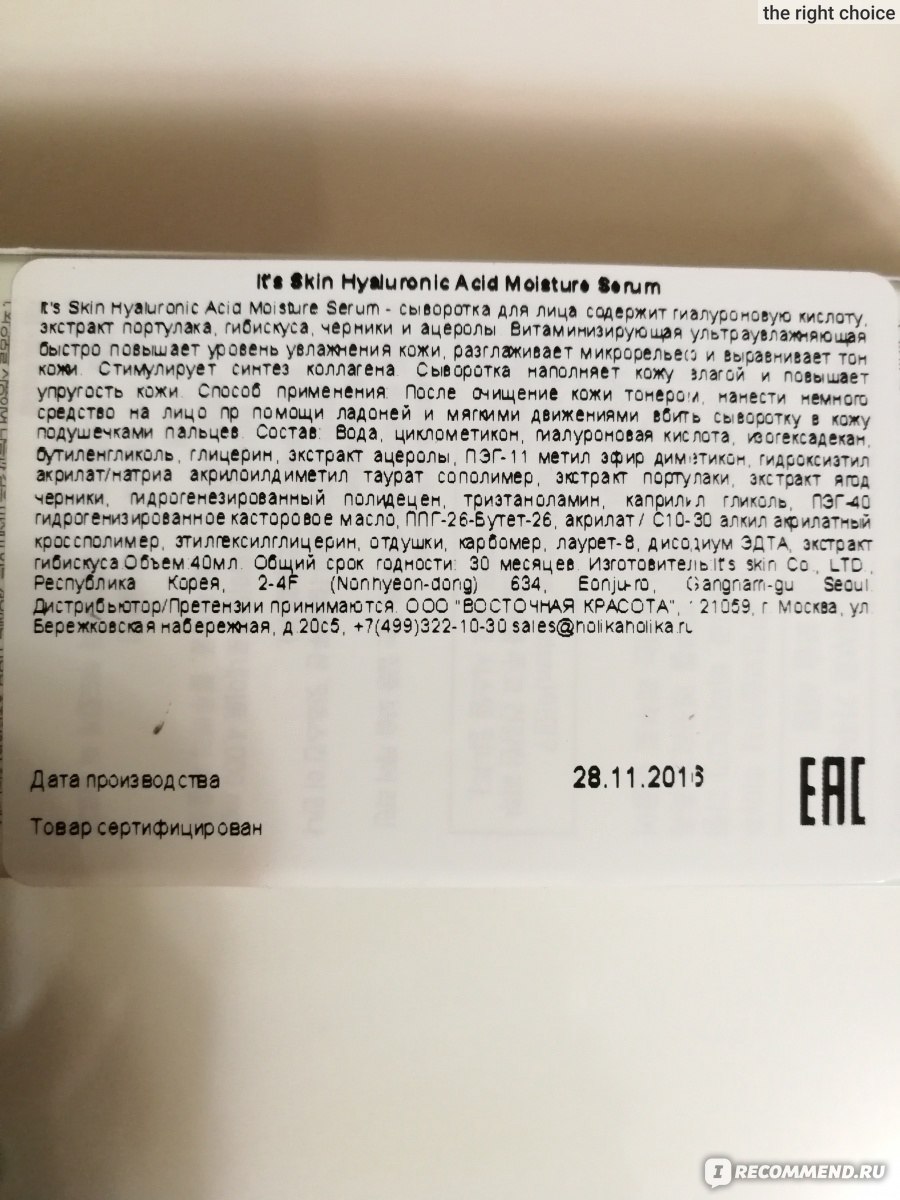 the right choice
It's Skin Hyaluronic Acid Moisture Serum
It's Skin Hyaluronic Acid Moisture Serum - сыворотка для лица содержит гиалуроновую кислоту,
экстракт портулака, гибискуса, черники и ацеролы. Витаминизирующая ультраувлажняющая
быстро повышает уровень увлажнения кожи, разглаживает микрорельеф и выравнивает тон
кожи. Стимулирует синтез коллагена. Сыворотка наполняет кожу влагой и повышает
упругость кожи. Способ применения: После очищение кожи тонером, нанести немного
средство на лицо пр помощи ладоней и мягкими движениями вбить сыворотку в кожу
подушечками пальцев. Состав: Вода, циклометикон, гиалуроновая кислота, изогексадекан,
бутиленгликоль, глицерин, экстракт ацеролы, ПЭГ-11 метил эфир диметикон, гидроксиэтил
акрилат/натриа акрилоилдиметил таурат сополимер, экстракт портулаки, экстракт ягод
черники, гидрогенезированный полидецен, триэтаноламин, каприлил гликоль, ПЭГ-40
гидрогенизированное касторовое масло, ППГ-26-Бутет-26, акрилат/ С10-30 алкил акрилатный
кроссполимер, этилгексилглицерин, отдушки, карбомер, лаурет-8, дисодиум ЭДТА, экстракт
гибискуса.Объем 40мл. Общий срок годности: 30 месяцев. Изготовитель It's skin Co., LTD.,
Республика Корея, 2-4F (Nonhyeon-dong) 634, Eonju-ro, Gangnam-gu Seoul.
Дистрибьютор/Претензии принимаются: ООО "ВОСТОЧНАЯ КРАСОТА", 121059, г. Москва, ул.
Бережковская набережная, д.20с5, +7(499)322-10-30 sales@holikaholika.ru
Дата производства 28.11.2016
EAC
Товар сертифицирован
IRECOMMEND.RU